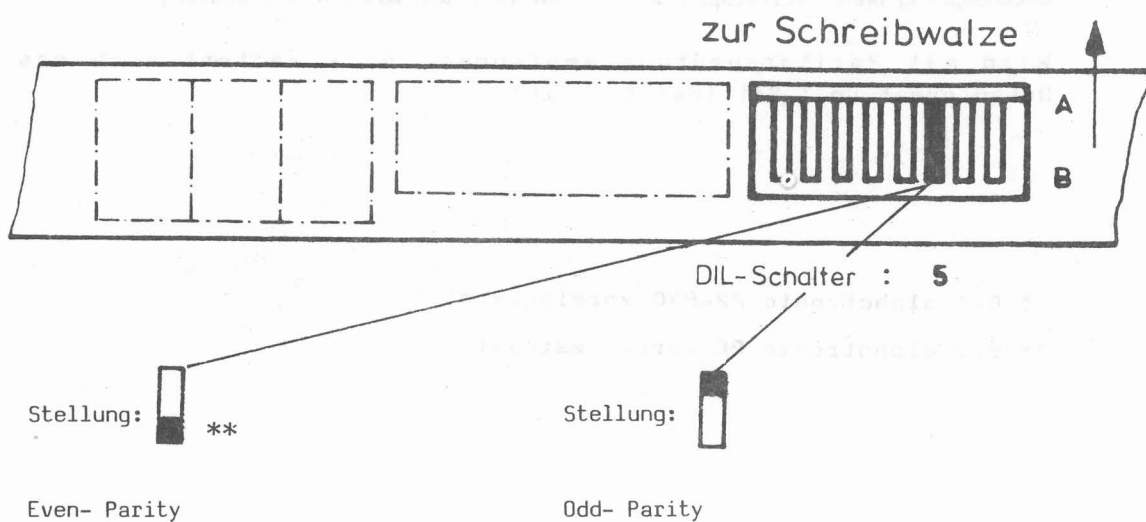 zur Schreibwalze
A
B
DIL-Schalter : 5
Stellung: **
Stellung:
Even- Parity
Odd- Parity